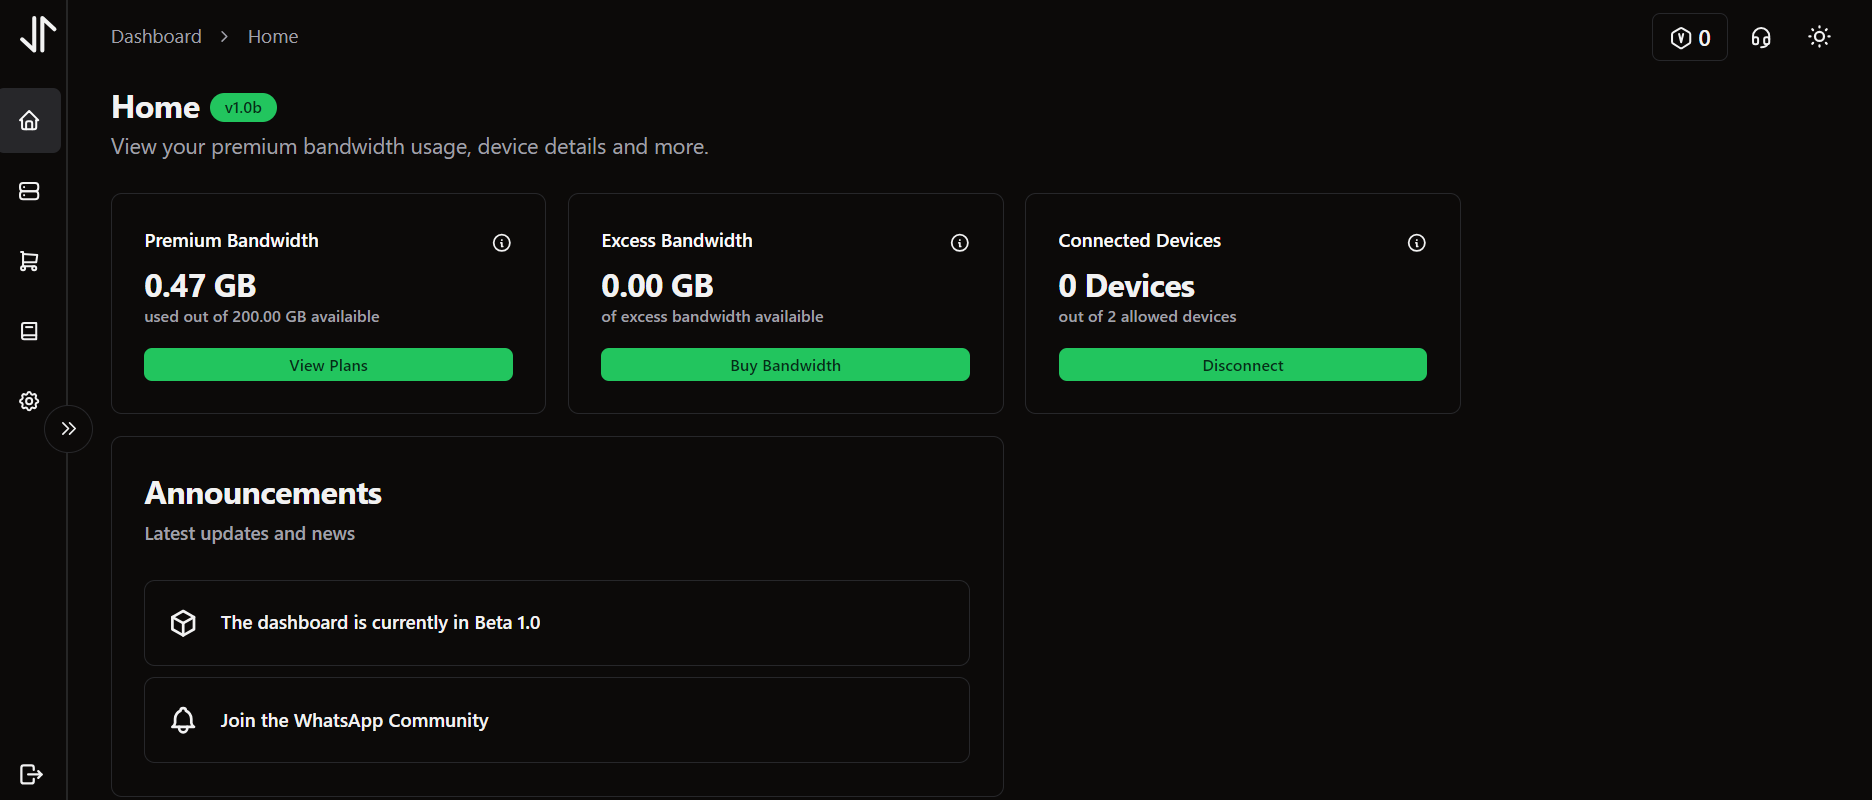 Dashboard > Home
0
Home v1.0b
View your premium bandwidth usage, device details and more.
Premium Bandwidth
0.47 GB
used out of 200.00 GB availaible
View Plans
Excess Bandwidth
0.00 GB
of excess bandwidth availaible
Buy Bandwidth
Connected Devices
0 Devices
out of 2 allowed devices
Disconnect
Announcements
Latest updates and news
The dashboard is currently in Beta 1.0
Join the WhatsApp Community